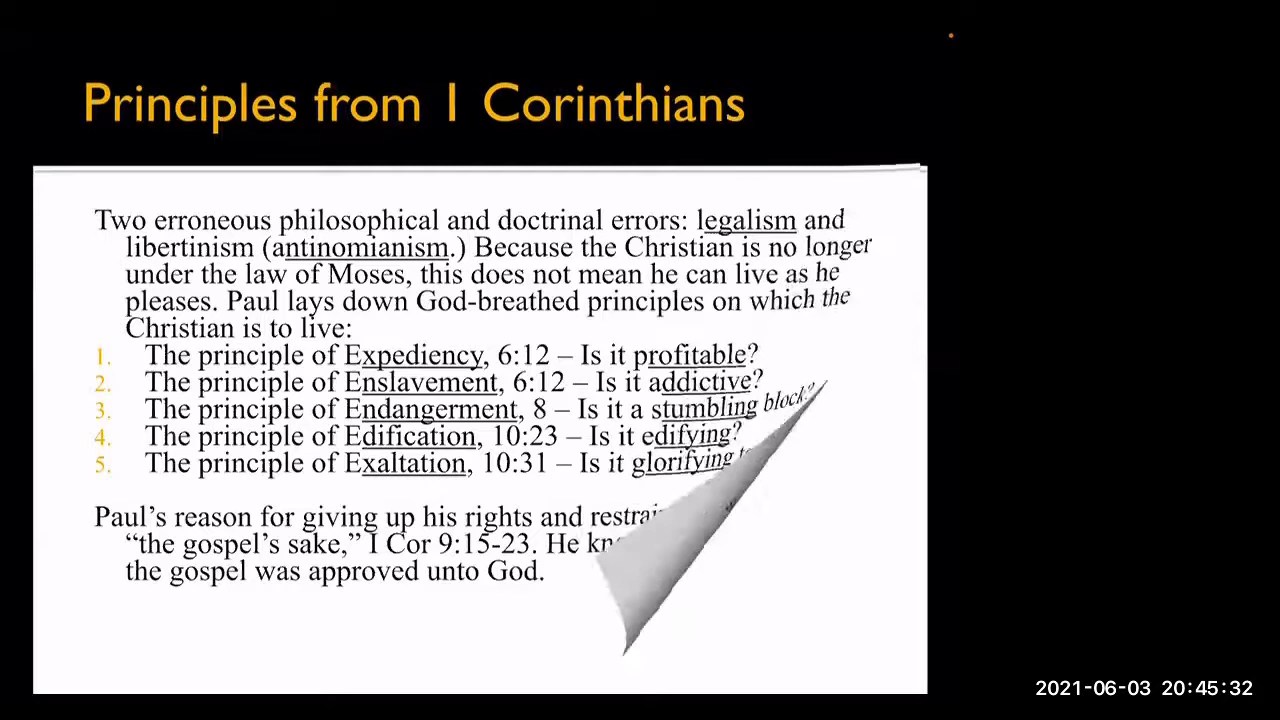 Principles from 1 Corinthians
Two erroneous philosophical and doctrinal errors: legalism and
libertinism (antinomianism.) Because the Christian is no longer
under the law of Moses, this does not mean he can live as he
pleases. Paul lays down God-breathed principles on which the
Christian is to live:
1. The principle of Expediency, 6:12 – Is it profitable?
2. The principle of Enslavement, 6:12 – Is it addictive?
3. The principle of Endangerment, 8 – Is it a stumbling block?
4. The principle of Edification, 10:23 – Is it edifying?
5. The principle of Exaltation, 10:31 – Is it glorifying
Paul’s reason for giving up his rights and
“the gospel’s sake,” I Cor 9:15-23. He
the gospel was approved unto God.
2021-06-03 20:45:32